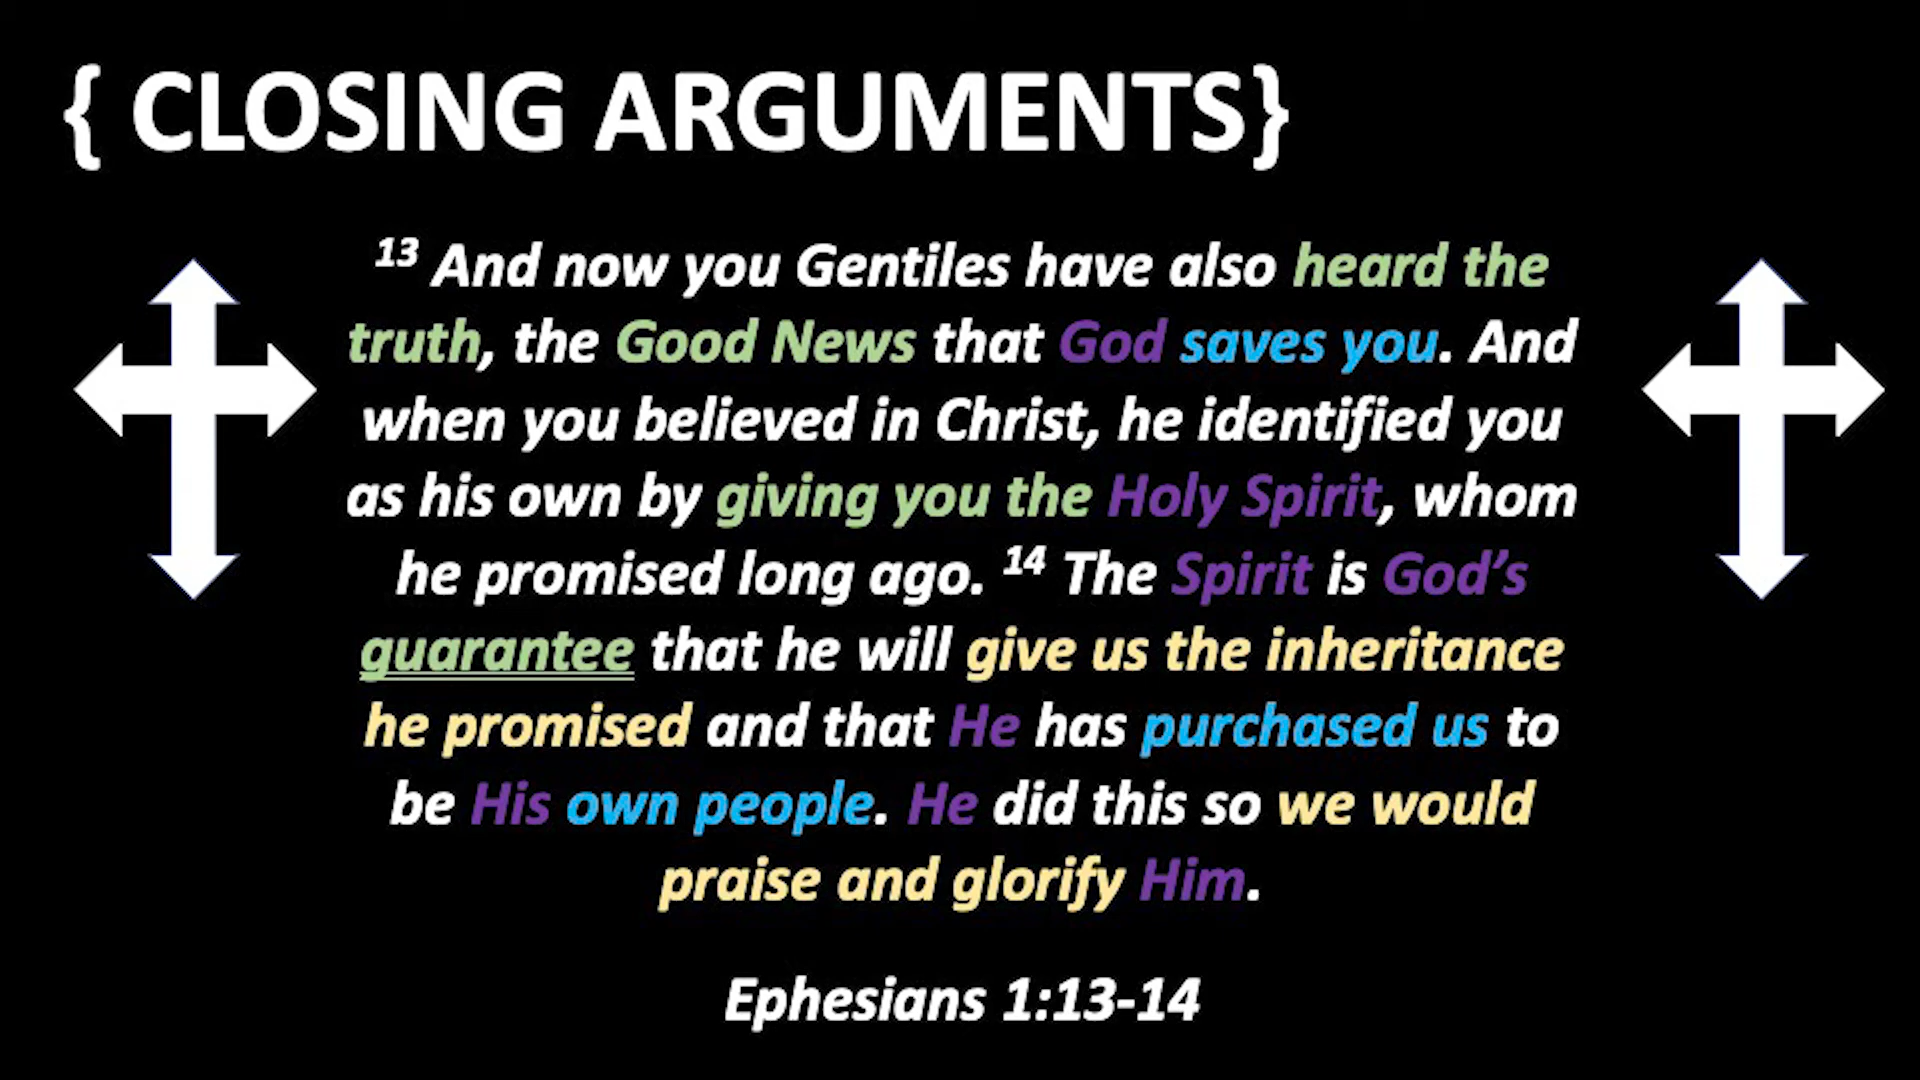 { CLOSING ARGUMENTS}
13 And now you Gentiles have also heard the
truth, the Good News that God saves you. And
when you believed in Christ, he identified you
as his own by giving you the Holy Spirit, whom
he promised long ago. 14 The Spirit is God’s
guarantee that he will give us the inheritance
he promised and that He has purchased us to
be His own people. He did this so we would
praise and glorify Him.
Ephesians 1:13-14